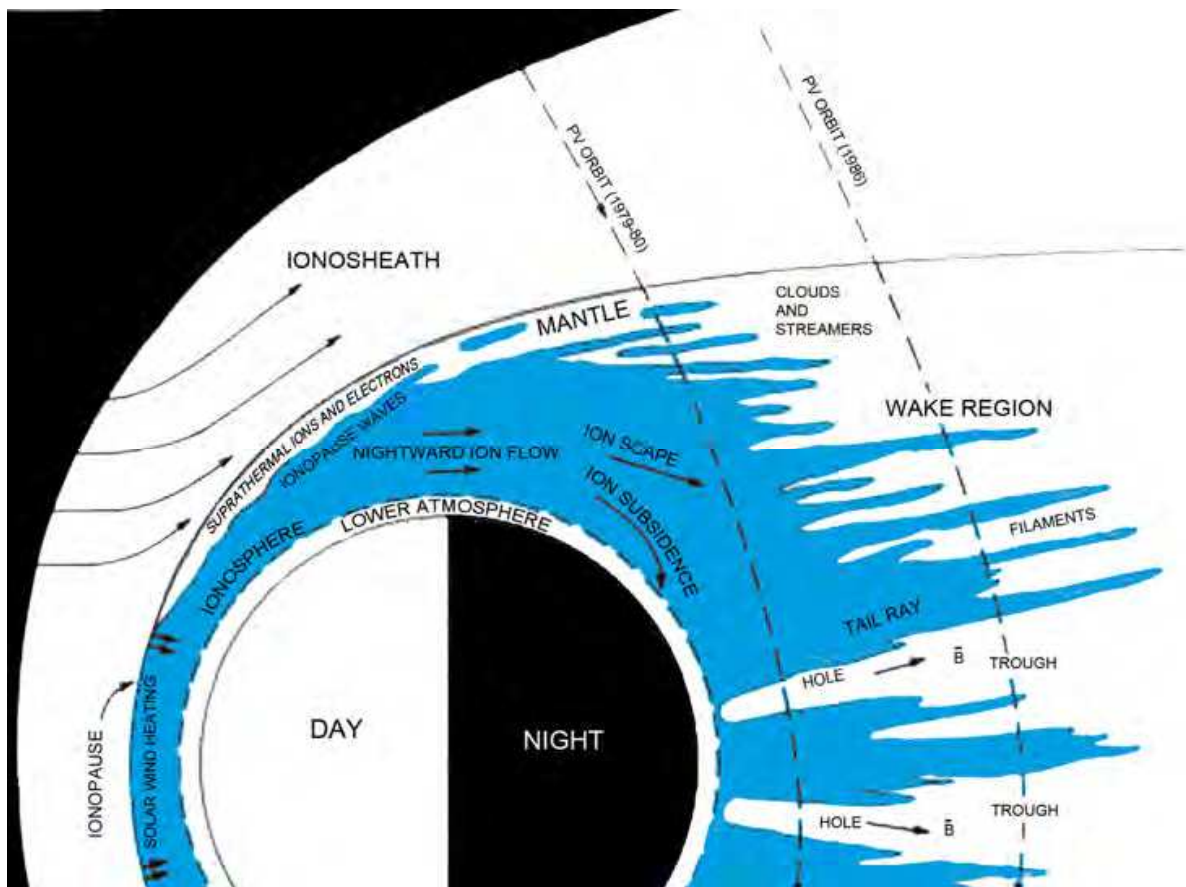 PV ORBIT (1979-80)
PV ORBIT (1986)
IONOSHEATH
CLOUDS
AND
STREAMERS
MANTLE
SUPRATHERMAL IONS AND ELECTRONS
IONOPAUSE WAVES
WAKE REGION
NIGHTWARD ION FLOW
ION SCAPE
ION SUBSIDENCE
LOWER ATMOSPHERE
IONOSPHERE
FILAMENTS
TAIL RAY
HOLE
B̄
TROUGH
IONOPAUSE
SOLAR WIND HEATING
DAY
NIGHT
HOLE
B̄
TROUGH